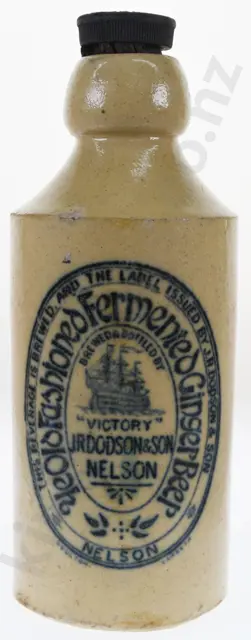 THIS BEVERAGE IS BREWED, AND THE LABEL ISSUED BY J.R.DODSON & SON
Ye Old Fashioned Fermented Ginger Beer
BREWED & BOTTLED BY
"VICTORY"
J.R.DODSON & SON
NELSON
NELSON